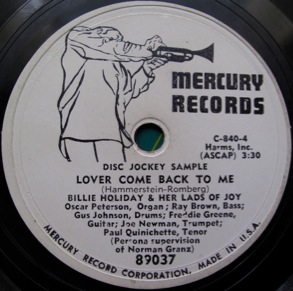 MERCURY
RECORDS
C-840-4
Harms, Inc.
(ASCAP) 3:30
DISC JOCKEY SAMPLE
LOVER COME BACK TO ME
(Hammerstein-Romberg)
BILLIE HOLIDAY & HER LADS OF JOY
Oscar Peterson, Organ; Ray Brown, Bass;
Gus Johnson, Drums; Freddie Greene,
Guitar; Joe Newman, Trumpet;
Paul Quinichette, Tenor
(Persona supervision
of Norman Granz)
89037
MERCURY RECORD CORPORATION. MADE IN U.S.A.